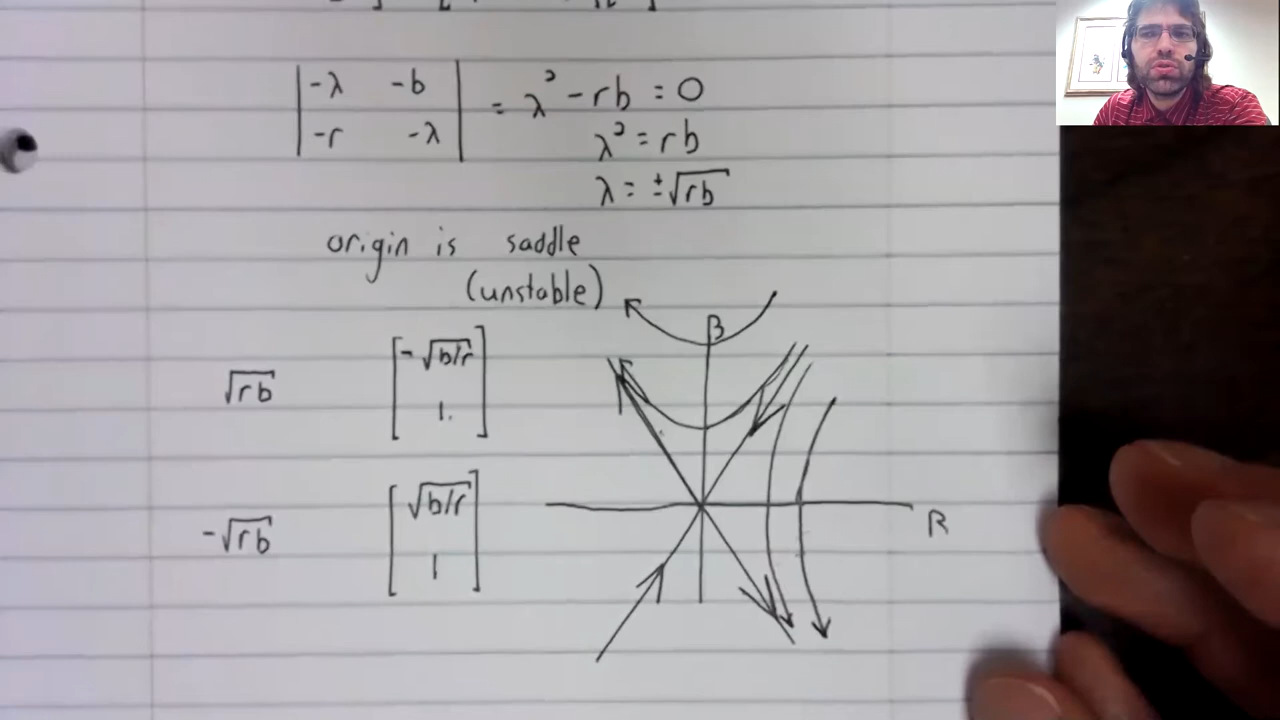 | -λ -b | = λ² - rb = 0
| -r -λ | λ² = rb
λ = ±√rb
origin is saddle
(unstable)
√rb [ -√b/r
1. ]
-√rb [ √b/r
1 ]
B
R